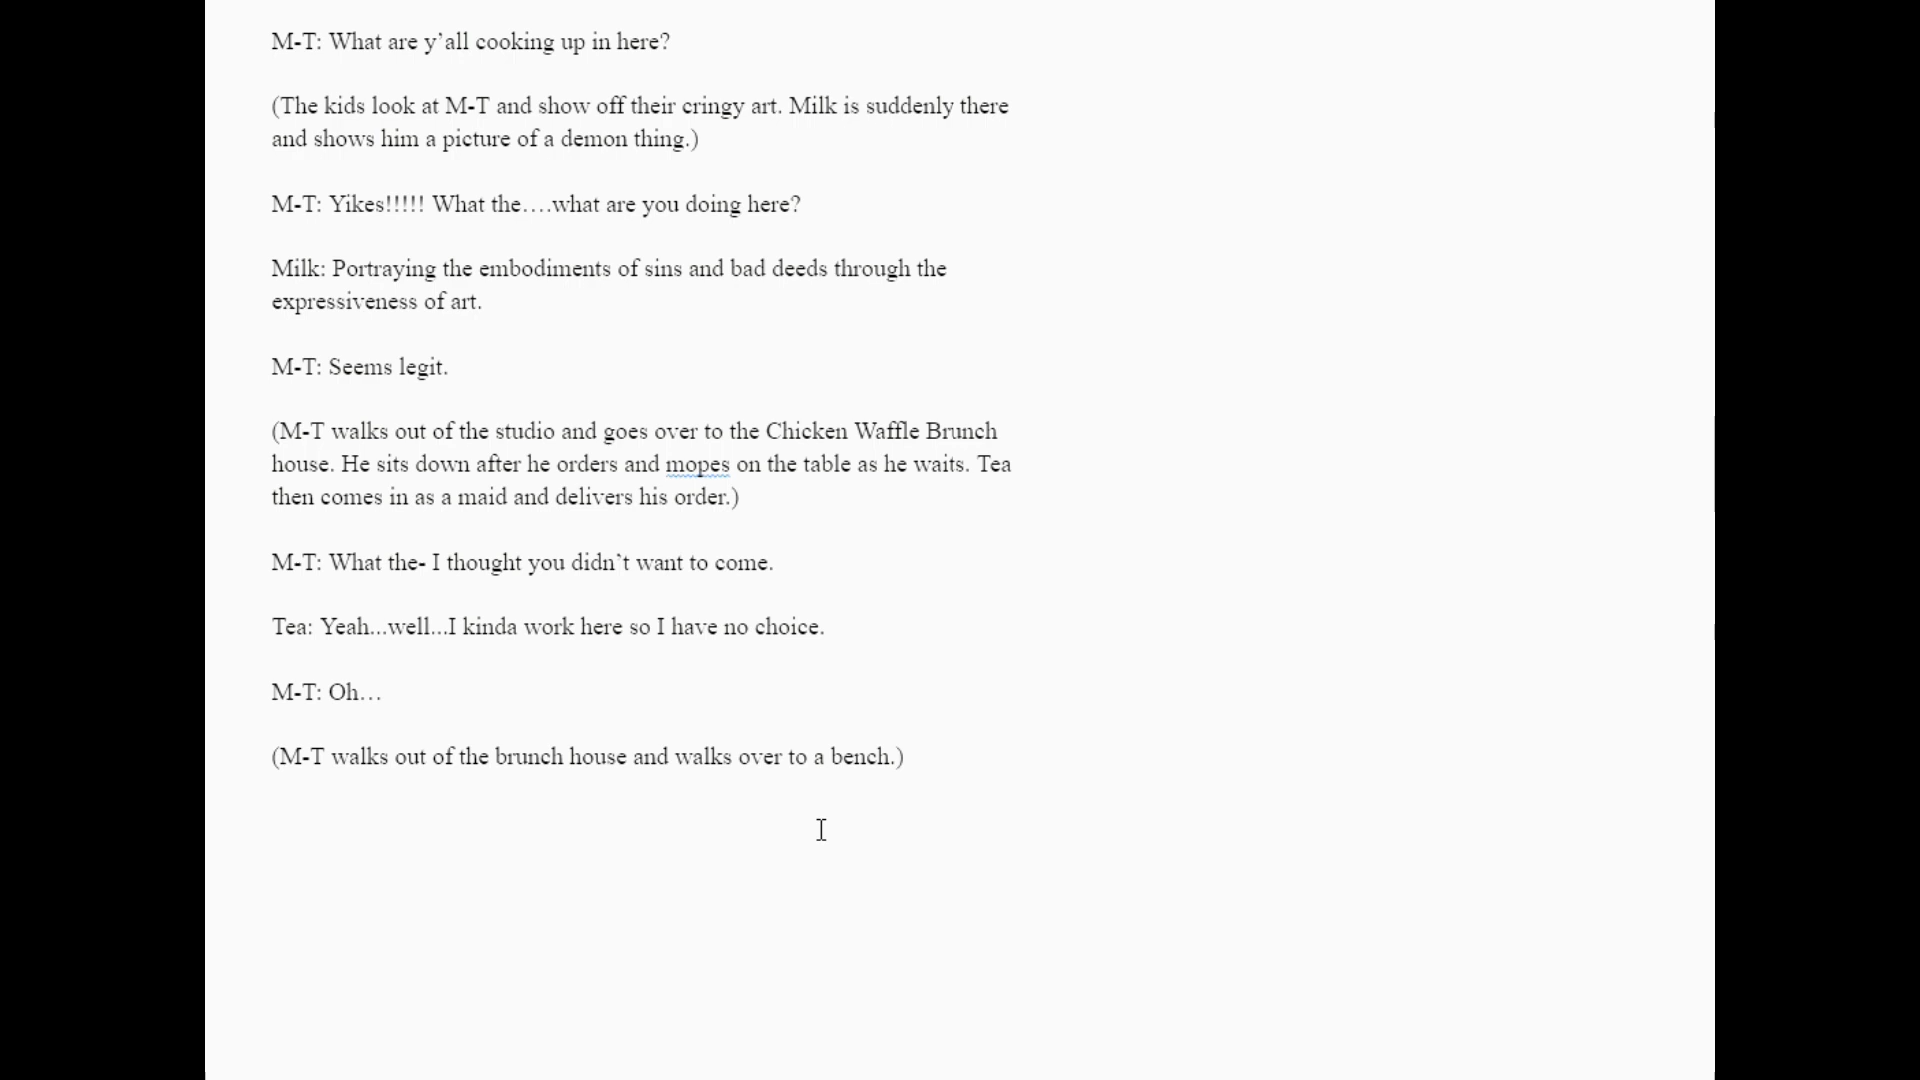 M-T: What are y’all cooking up in here?
(The kids look at M-T and show off their cringy art. Milk is suddenly there
and shows him a picture of a demon thing.)
M-T: Yikes!!!!! What the….what are you doing here?
Milk: Portraying the embodiments of sins and bad deeds through the
expressiveness of art.
M-T: Seems legit.
(M-T walks out of the studio and goes over to the Chicken Waffle Brunch
house. He sits down after he orders and mopes on the table as he waits. Tea
then comes in as a maid and delivers his order.)
M-T: What the- I thought you didn`t want to come.
Tea: Yeah...well...I kinda work here so I have no choice.
M-T: Oh…
(M-T walks out of the brunch house and walks over to a bench.)